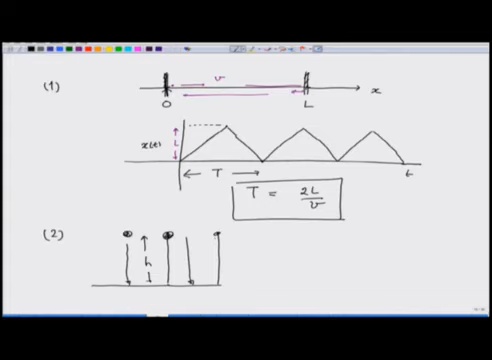 (1)
v
O L x
x(t) L
T
t
T = 2L/v
(2)
h